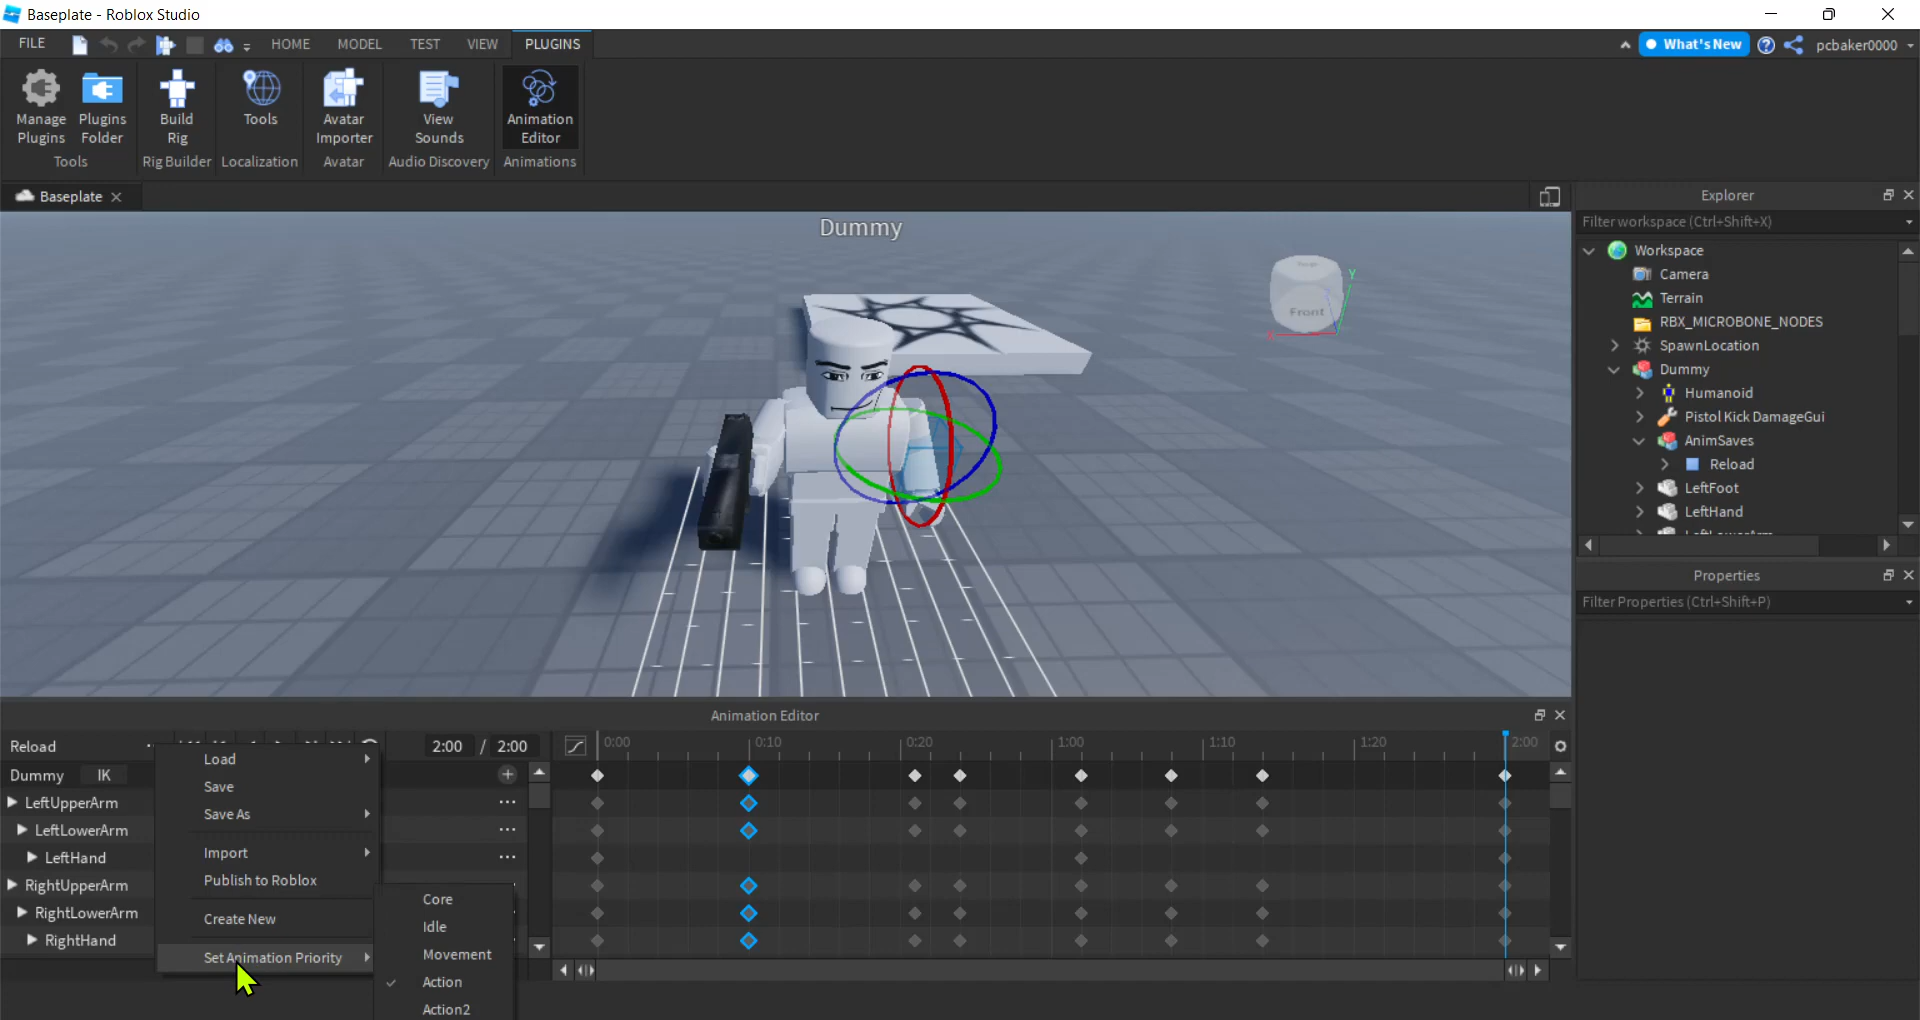 Baseplate - Roblox Studio
FILE HOME MODEL TEST VIEW PLUGINS What's New pcbaker0000
Manage Plugins
Plugins Folder
Build Rig
Tools
Avatar Importer
View Sounds
Animation Editor
Tools Rig Builder Localization Avatar Audio Discovery Animations
Baseplate
Dummy
Front
Y
Explorer
Filter workspace (Ctrl+Shift+X)
Workspace
Camera
Terrain
RBX_MICROBONE_NODES
SpawnLocation
Dummy
Humanoid
Pistol Kick DamageGui
AnimSaves
Reload
LeftFoot
LeftHand
LeftLowerArm
Properties
Filter Properties (Ctrl+Shift+P)
Animation Editor
Reload 2:00 / 2:00 0:00 0:10 0:20 1:00 1:10 1:20 2:00
Dummy IK
LeftUpperArm
LeftLowerArm
LeftHand
RightUpperArm
RightLowerArm
RightHand
Load
Save
Save As
Import
Publish to Roblox
Create New
Set Animation Priority
Core
Idle
Movement
Action
Action2